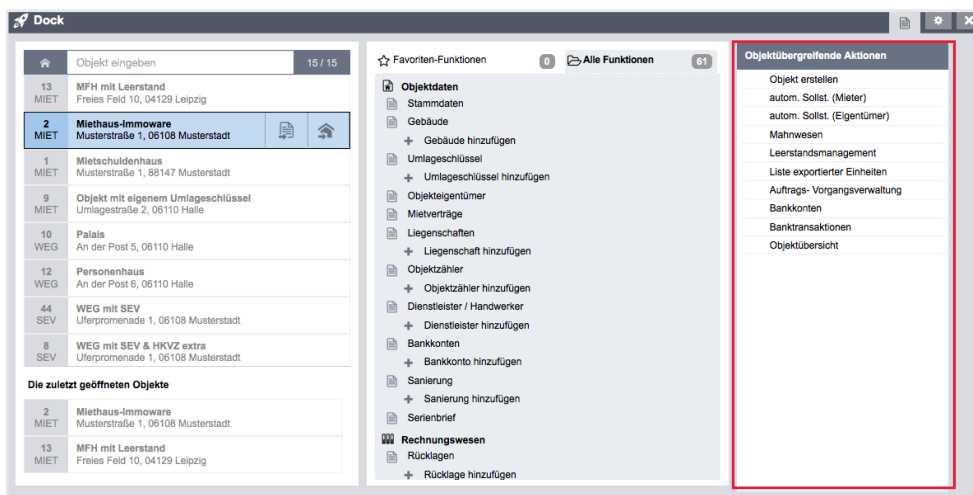 Dock
Objekt eingeben 15 / 15
13 MFH mit Leerstand
MIET Freies Feld 10, 04129 Leipzig
2 Miethaus-Immoware
MIET Musterstraße 1, 06108 Musterstadt
1 Mietschuldenhaus
MIET Musterstraße 1, 88147 Musterstadt
9 Objekt mit eigenem Umlageschlüssel
MIET Umlagestraße 2, 06110 Halle
10 Palais
WEG An der Post 5, 06110 Halle
12 Personenhaus
WEG An der Post 6, 06110 Halle
44 WEG mit SEV
SEV Uferpromenade 1, 06108 Musterstadt
8 WEG mit SEV & HKVZ extra
SEV Uferpromenade 1, 06108 Musterstadt
Die zuletzt geöffneten Objekte
2 Miethaus-Immoware
MIET Musterstraße 1, 06108 Musterstadt
13 MFH mit Leerstand
MIET Freies Feld 10, 04129 Leipzig
Favoriten-Funktionen 0 Alle Funktionen 61
Objektdaten
Stammdaten
Gebäude
+ Gebäude hinzufügen
Umlageschlüssel
+ Umlageschlüssel hinzufügen
Objekteigentümer
Mietverträge
Liegenschaften
+ Liegenschaft hinzufügen
Objektzähler
+ Objektzähler hinzufügen
Dienstleister / Handwerker
+ Dienstleister hinzufügen
Bankkonten
+ Bankkonto hinzufügen
Sanierung
+ Sanierung hinzufügen
Serienbrief
Rechnungswesen
Rücklagen
+ Rücklage hinzufügen
Objektübergreifende Aktionen
Objekt erstellen
autom. Sollst. (Mieter)
autom. Sollst. (Eigentümer)
Mahnwesen
Leerstandsmanagement
Liste exportierter Einheiten
Auftrags- Vorgangsverwaltung
Bankkonten
Banktransaktionen
Objektübersicht